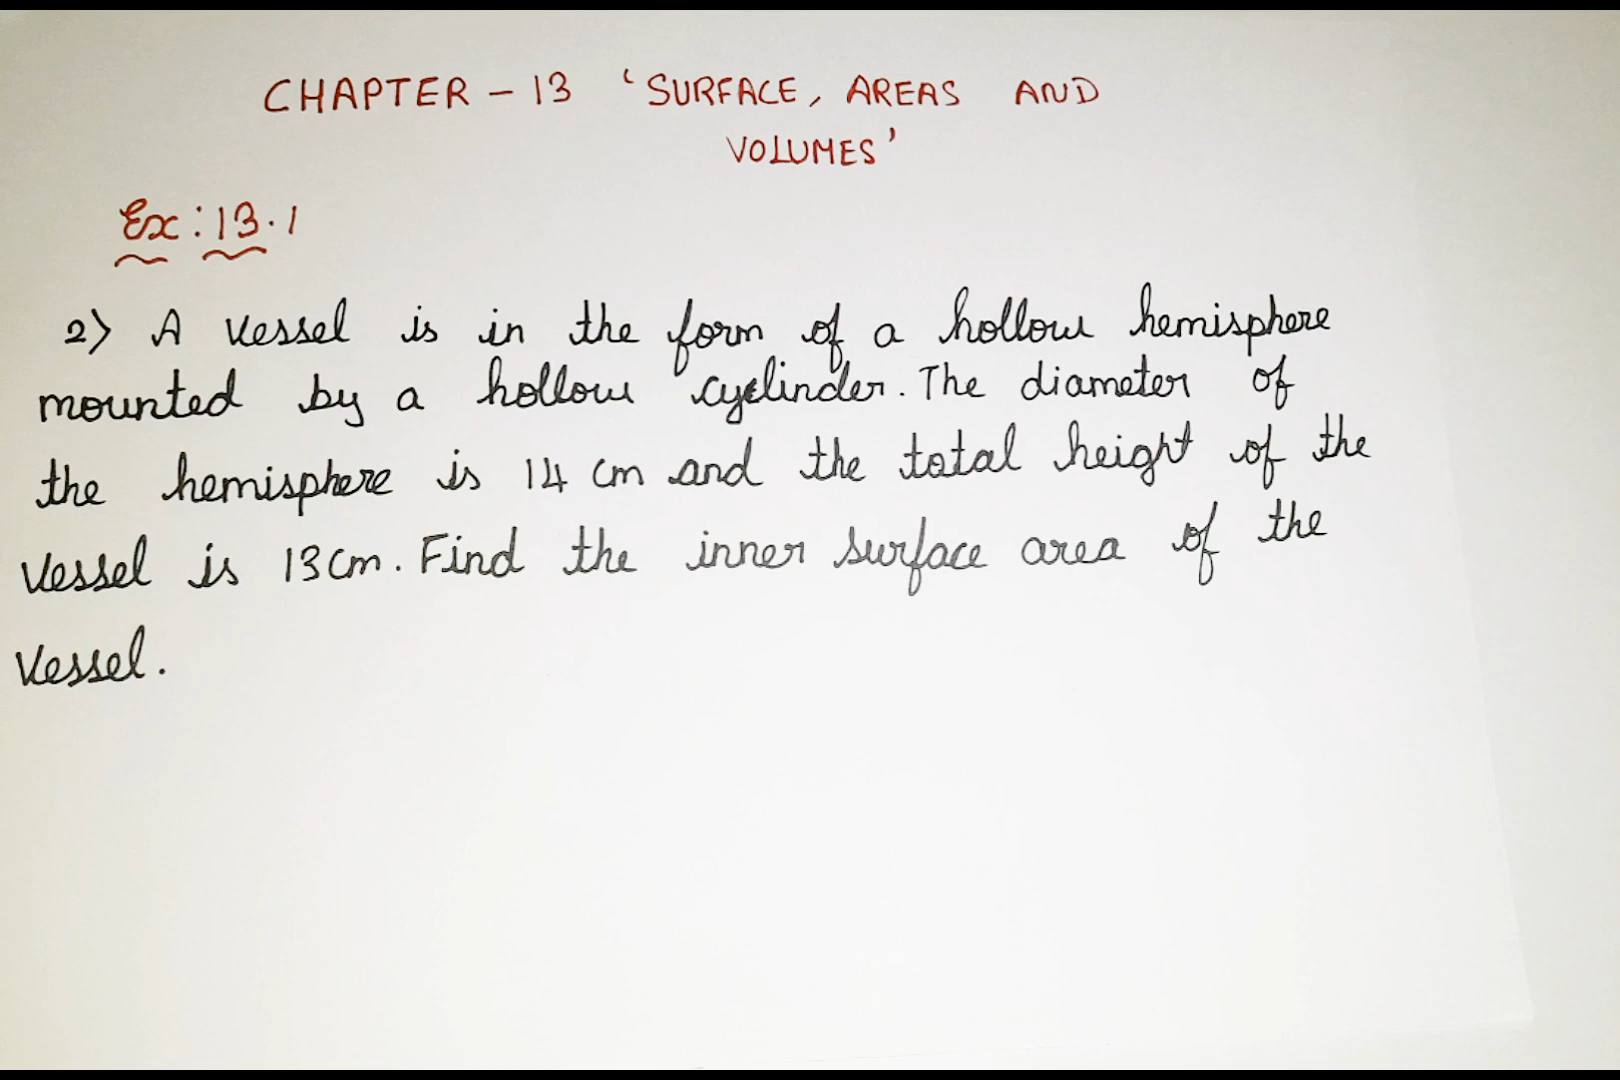 CHAPTER - 13 'SURFACE, AREAS AND
VOLUMES'
Ex: 13.1
2) A vessel is in the form of a hollow hemisphere
mounted by a hollow cyclinder. The diameter of
the hemisphere is 14 cm and the total height of the
vessel is 13cm. Find the inner surface area of the
vessel.